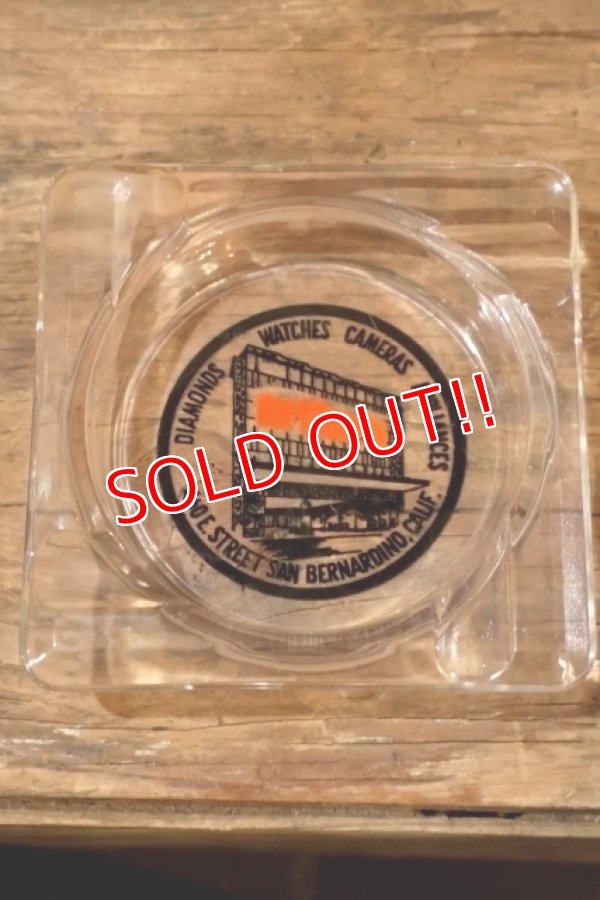 DIAMONDS WATCHES CAMERAS
E STREET SAN BERNARDINO, CALIF.
SOLD OUT!!